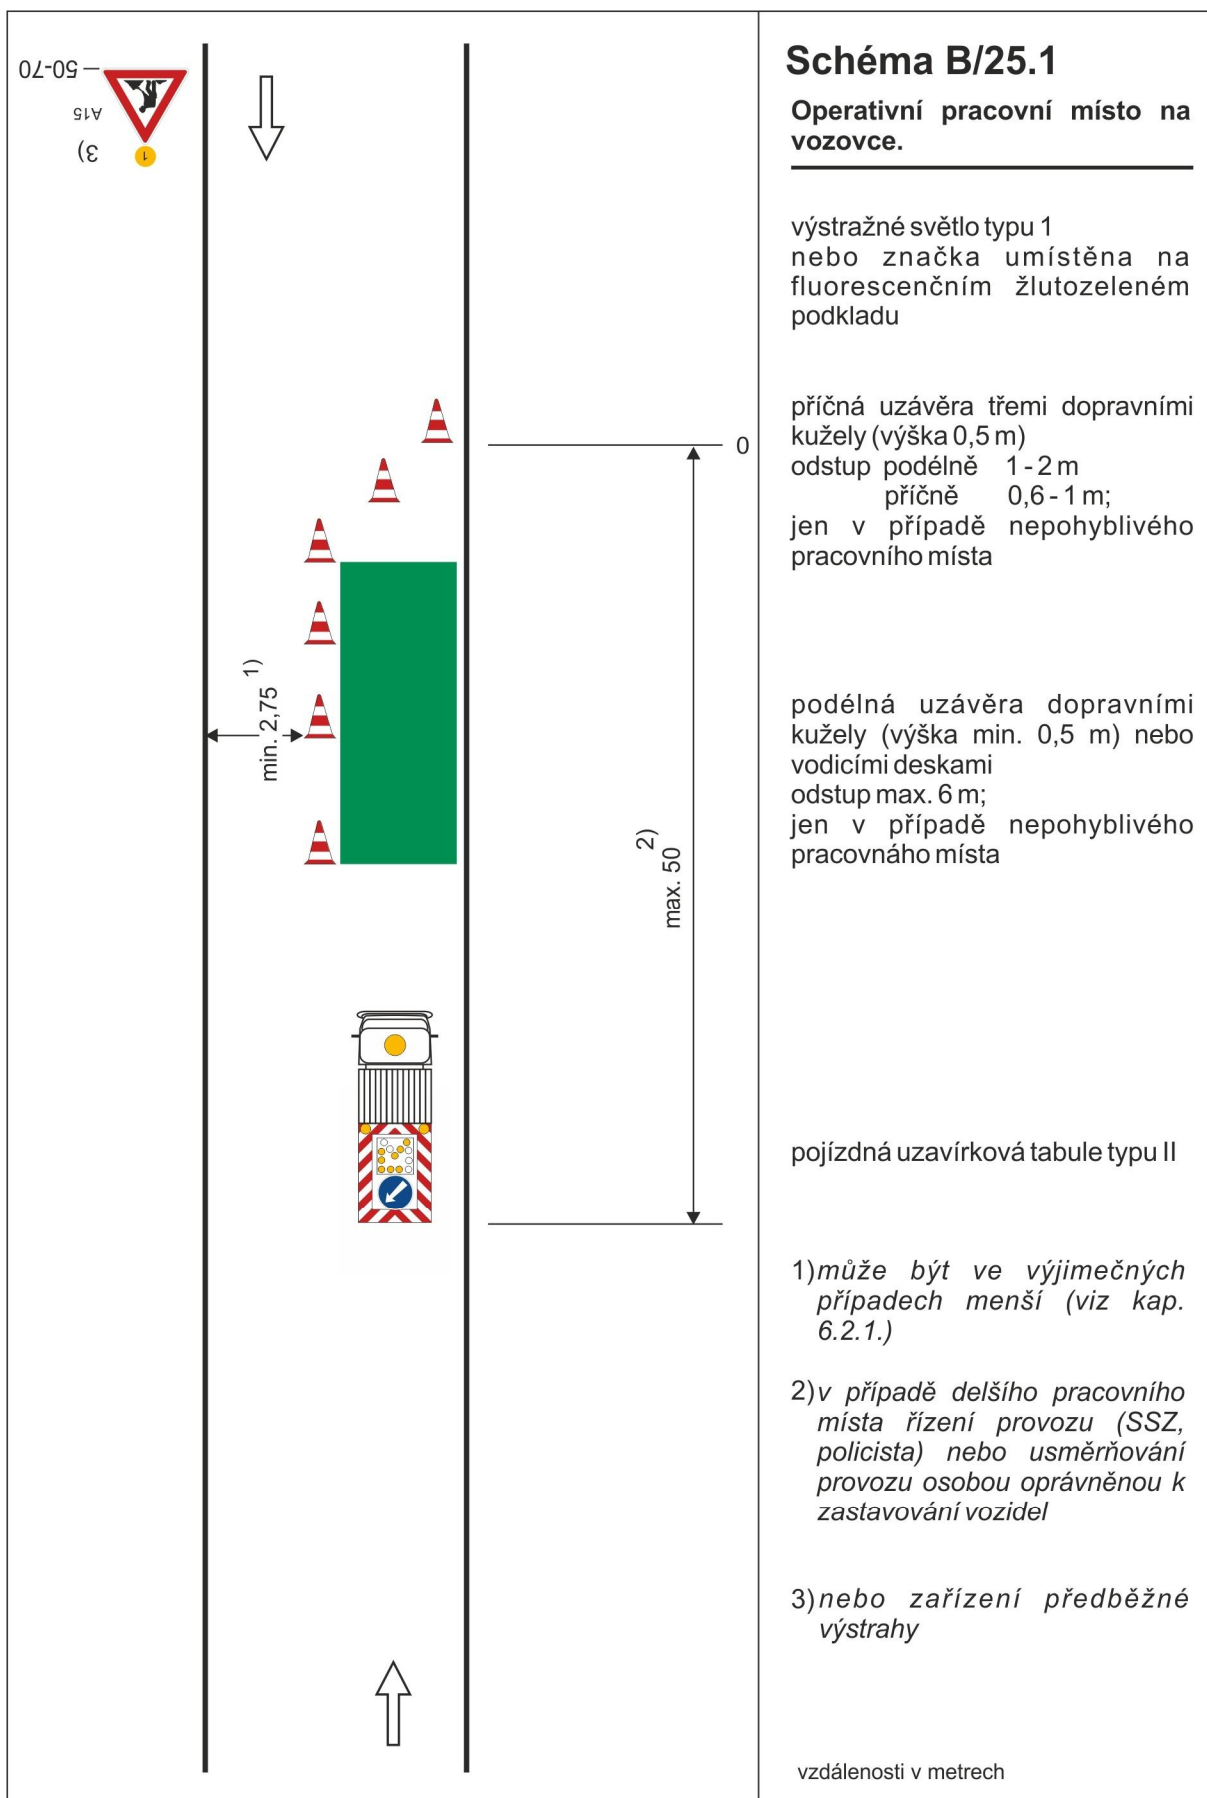 50-70
A15
3)
1
0
1)
min. 2,75
2)
max. 50
Schéma B/25.1
Operativní pracovní místo na
vozovce.
výstražné světlo typu 1
nebo značka umístěna na
fluorescenčním žlutozeleném
podkladu
příčná uzávěra třemi dopravními
kužely (výška 0,5 m)
odstup podélně 1 - 2 m
příčně 0,6 - 1 m;
jen v případě nepohyblivého
pracovního místa
podélná uzávěra dopravními
kužely (výška min. 0,5 m) nebo
vodicími deskami
odstup max. 6 m;
jen v případě nepohyblivého
pracovnáho místa
pojízdná uzavírková tabule typu II
1) může být ve výjimečných
případech menší (viz kap.
6.2.1.)
2) v případě delšího pracovního
místa řízení provozu (SSZ,
policista) nebo usměrňování
provozu osobou oprávněnou k
zastavování vozidel
3) nebo zařízení předběžné
výstrahy
vzdálenosti v metrech